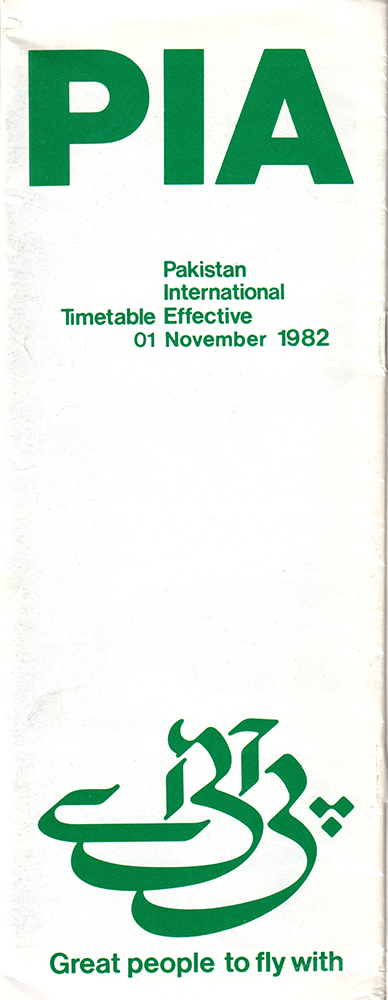 PIA
Pakistan
International
Timetable Effective
01 November 1982
پی آئی اے
Great people to fly with